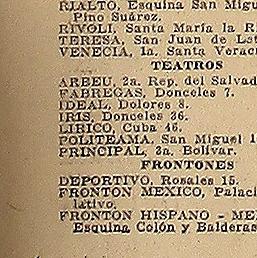 RIALTO, Esquina San Migu
Pino Suárez.
RIVOLI, Santa María la R
TERESA, San Juan de Let
VENECIA, 1a. Santa Verac
TEATROS
ARBEU, 2a. Rep. del Salvad
FABREGAS, Donceles 7.
IDEAL, Dolores 8.
IRIS, Donceles 36.
LIRICO, Cuba 46.
POLITEAMA, San Miguel 1
PRINCIPAL, 2a. Bolívar.
FRONTONES
DEPORTIVO, Rosales 15.
FRONTON MEXICO, Palaci
lativo.
FRONTON HISPANO - ME
Esquina Colón y Balderas